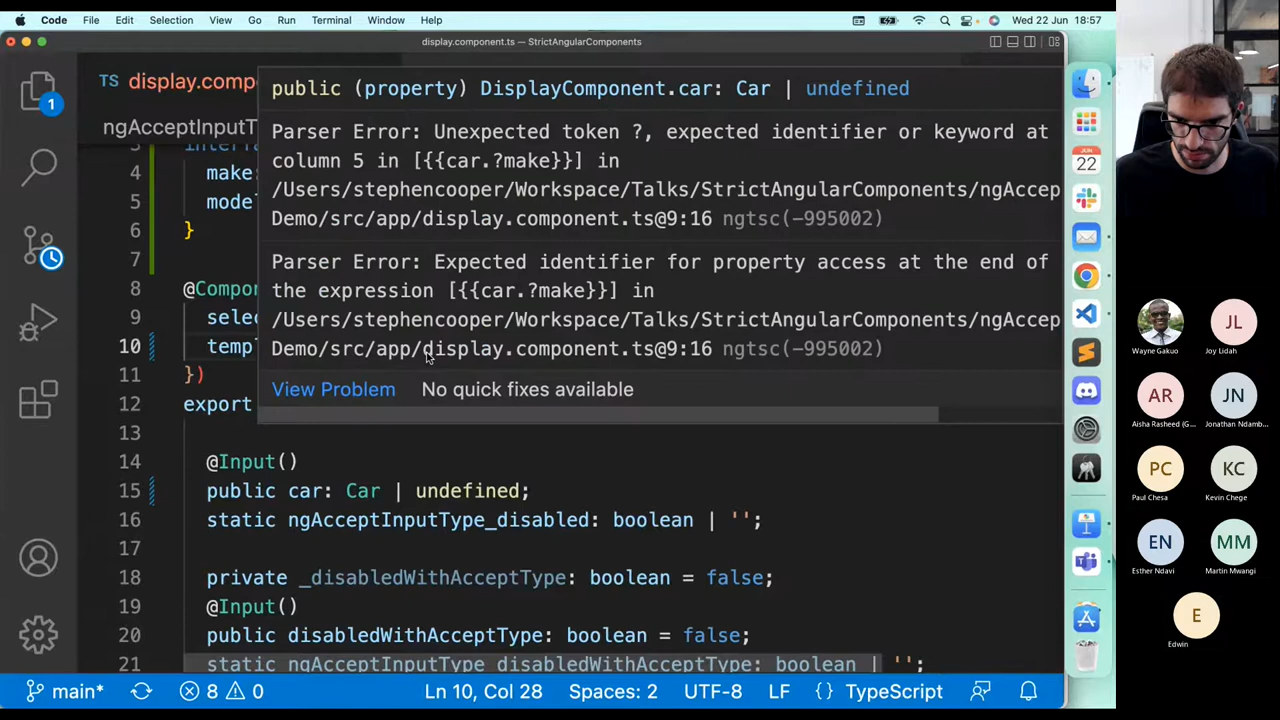 Code File Edit Selection View Go Run Terminal Window Help Wed 22 Jun 18:57
display.component.ts — StrictAngularComponents
TS display.comp
ngAcceptInputT
public (property) DisplayComponent.car: Car | undefined
Parser Error: Unexpected token ?, expected identifier or keyword at
column 5 in [{{car.?make}}] in
/Users/stephencooper/Workspace/Talks/StrictAngularComponents/ngAccep
Demo/src/app/display.component.ts@9:16 ngtsc(-995002)
Parser Error: Expected identifier for property access at the end of
the expression [{{car.?make}}] in
/Users/stephencooper/Workspace/Talks/StrictAngularComponents/ngAccep
Demo/src/app/display.component.ts@9:16 ngtsc(-995002)
View Problem No quick fixes available
4 make:
5 model
6 }
7
8 @Compon
9 selec
10 templ
11 })
12 export
13
14 @Input()
15 public car: Car | undefined;
16 static ngAcceptInputType_disabled: boolean | '';
17
18 private _disabledWithAcceptType: boolean = false;
19 @Input()
20 public disabledWithAcceptType: boolean = false;
21 static ngAcceptInputType_disabledWithAcceptType: boolean | '';
1
main* 8 0 Ln 10, Col 28 Spaces: 2 UTF-8 LF {} TypeScript
JUN
22
JL
Wayne Gakuo Joy Lidah
AR JN
Aisha Rasheed (G... Jonathan Ndamb...
PC KC
Paul Chesa Kevin Chege
EN MM
Esther Ndavi Martin Mwangi
E
Edwin